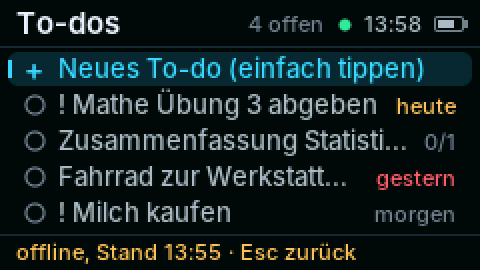 To-dos 4 offen 13:58
+ Neues To-do (einfach tippen)
! Mathe Übung 3 abgeben heute
Zusammenfassung Statisti... 0/1
Fahrrad zur Werkstatt... gestern
! Milch kaufen morgen
offline, Stand 13:55 · Esc zurück